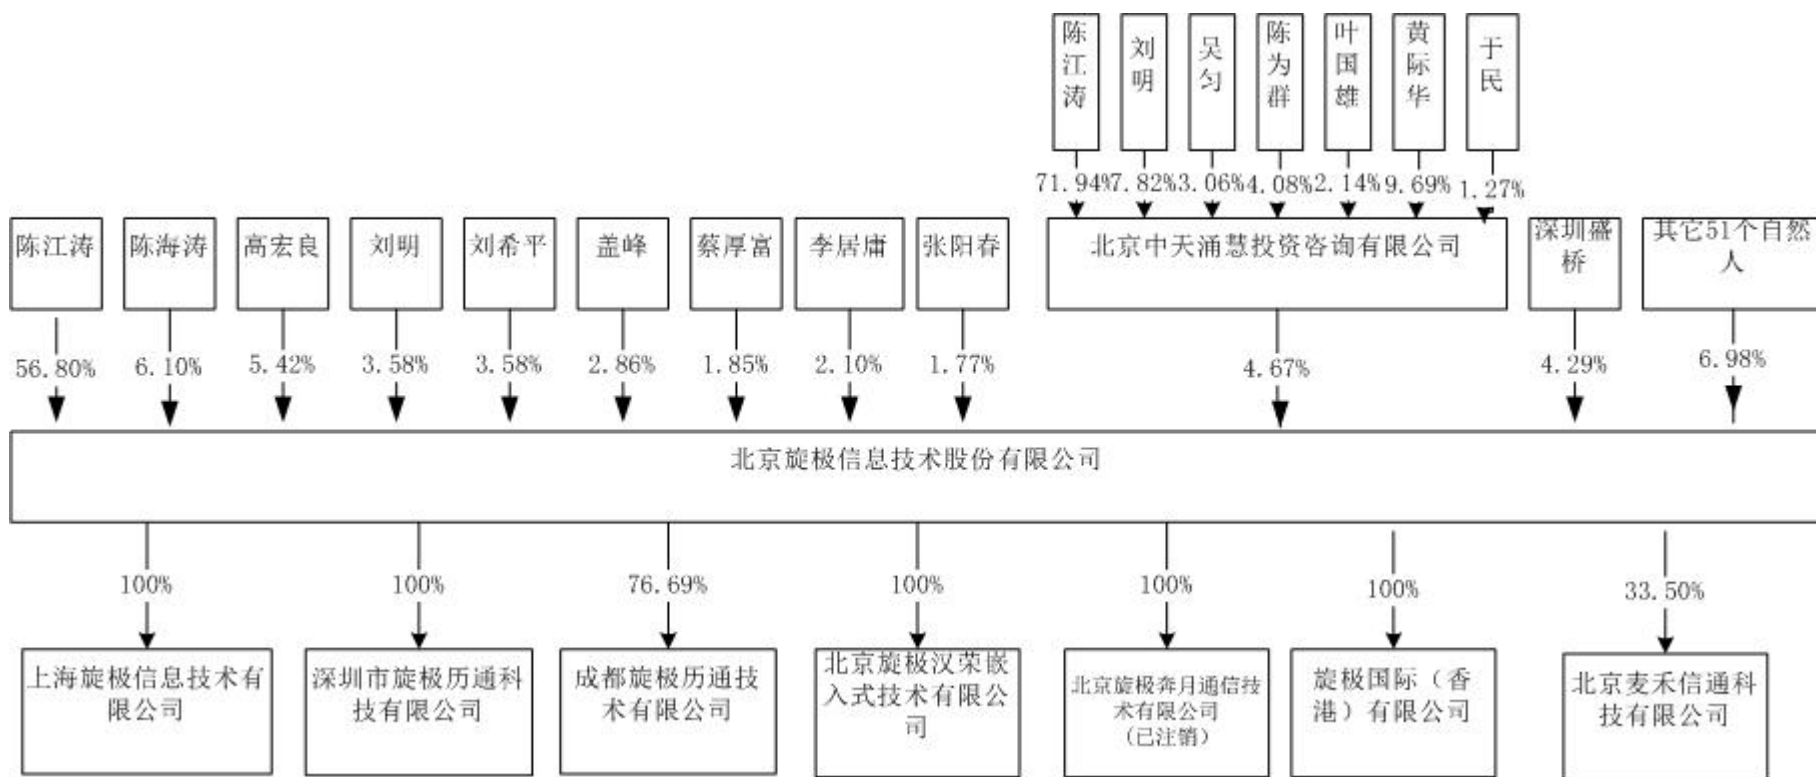 陈江涛
刘明
吴匀
陈为群
叶国雄
黄际华
于民
71.94%
7.82%
3.06%
4.08%
2.14%
9.69%
1.27%
陈江涛
陈海涛
高宏良
刘明
刘希平
盖峰
蔡厚富
李居庸
张阳春
北京中天涌慧投资咨询有限公司
深圳盛
桥
其它51个自然
人
56.80%
6.10%
5.42%
3.58%
3.58%
2.86%
1.85%
2.10%
1.77%
4.67%
4.29%
6.98%
北京旋极信息技术股份有限公司
100%
100%
76.69%
100%
100%
100%
33.50%
上海旋极信息技术有
限公司
深圳市旋极历通科
技有限公司
成都旋极历通技
术有限公司
北京旋极汉荣嵌
入式技术有限公
司
北京旋极奔月通信技
术有限公司
(已注销)
旋极国际（香
港）有限公司
北京麦禾信通科
技有限公司